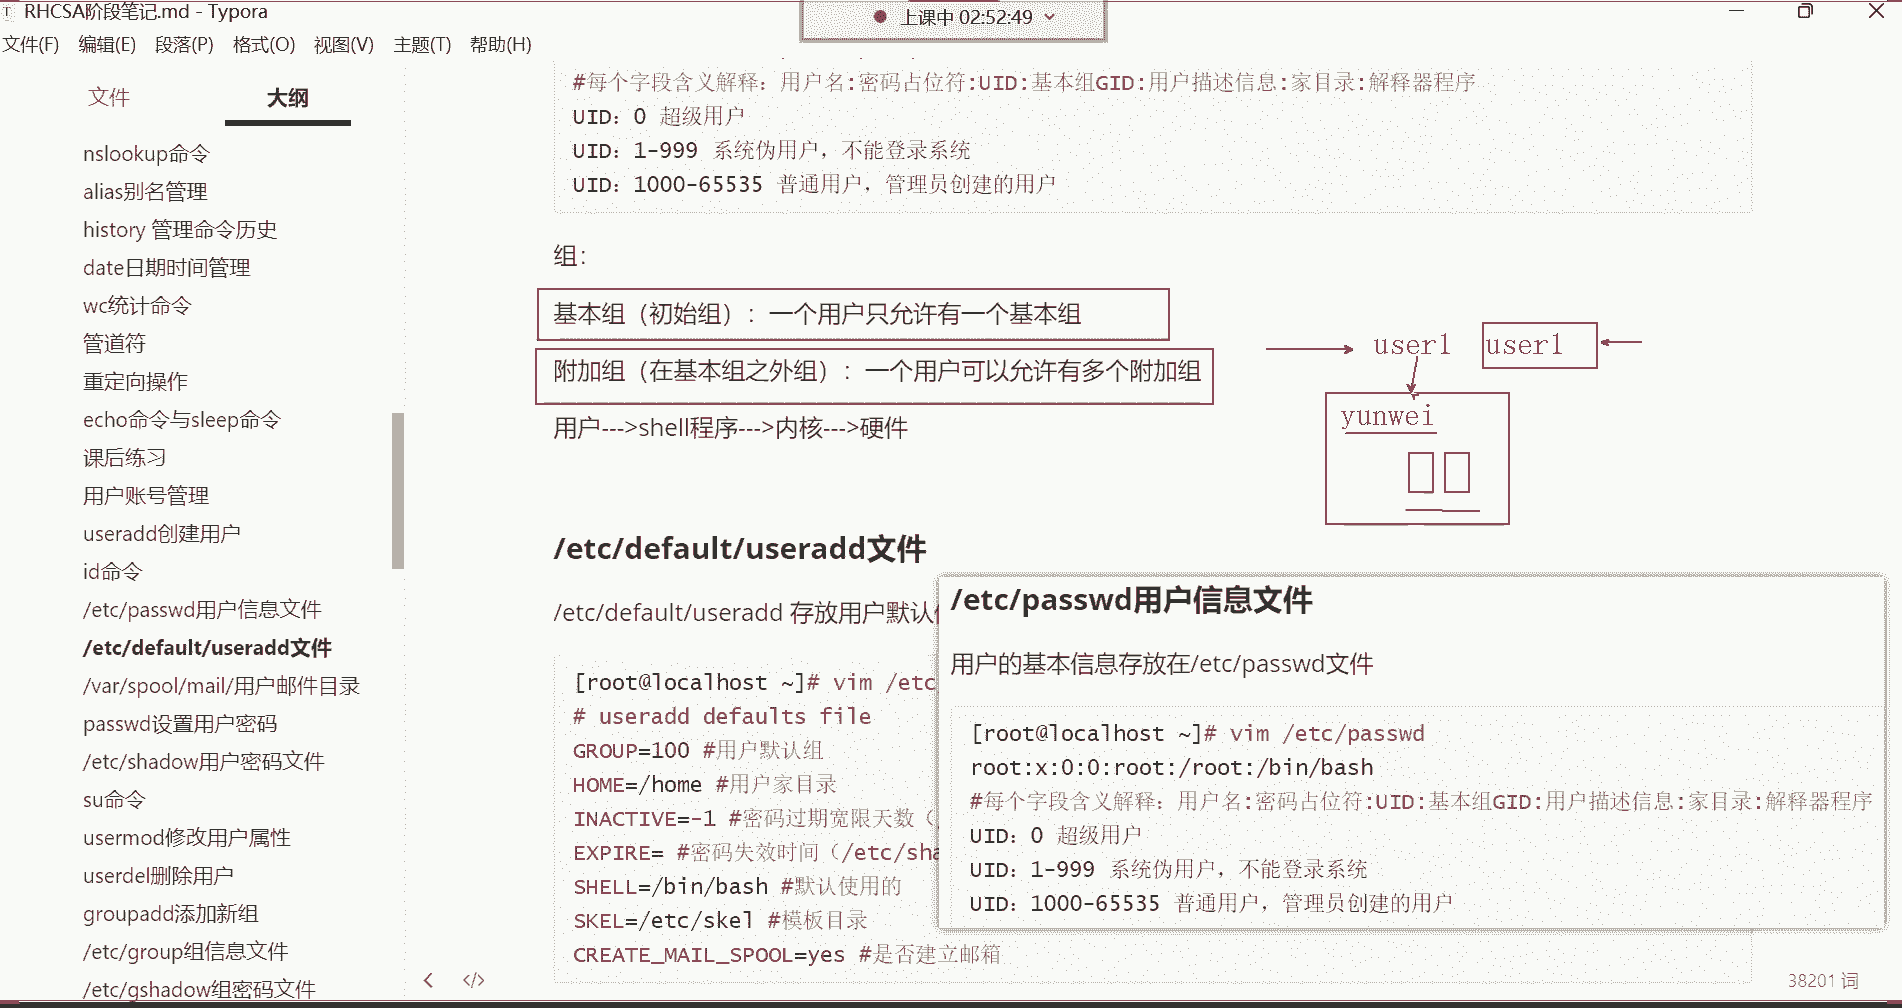 RHCSA阶段笔记.md - Typora
上课中 02:52:49
文件(F) 编辑(E) 段落(P) 格式(O) 视图(V) 主题(T) 帮助(H)
文件 大纲
nslookup命令
alias别名管理
history 管理命令历史
date日期时间管理
wc统计命令
管道符
重定向操作
echo命令与sleep命令
课后练习
用户账号管理
useradd创建用户
id命令
/etc/passwd用户信息文件
/etc/default/useradd文件
/var/spool/mail/用户邮件目录
passwd设置用户密码
/etc/shadow用户密码文件
su命令
usermod修改用户属性
userdel删除用户
groupadd添加新组
/etc/group组信息文件
/etc/gshadow组密码文件
#每个字段含义解释：用户名:密码占位符:UID:基本组GID:用户描述信息:家目录:解释器程序
UID：0 超级用户
UID：1-999 系统伪用户，不能登录系统
UID：1000-65535 普通用户，管理员创建的用户
组：
基本组（初始组）：一个用户只允许有一个基本组
附加组（在基本组之外组）：一个用户可以允许有多个附加组
用户--->shell程序--->内核--->硬件
user1 user1
yunwei
/etc/default/useradd文件
/etc/default/useradd 存放用户默认
[root@localhost ~]# vim /etc
# useradd defaults file
GROUP=100 #用户默认组
HOME=/home #用户家目录
INACTIVE=-1 #密码过期宽限天数（
EXPIRE= #密码失效时间（/etc/sha
SHELL=/bin/bash #默认使用的
SKEL=/etc/skel #模板目录
CREATE_MAIL_SPOOL=yes #是否建立邮箱
/etc/passwd用户信息文件
用户的基本信息存放在/etc/passwd文件
[root@localhost ~]# vim /etc/passwd
root:x:0:0:root:/root:/bin/bash
#每个字段含义解释：用户名:密码占位符:UID:基本组GID:用户描述信息:家目录:解释器程序
UID：0 超级用户
UID：1-999 系统伪用户，不能登录系统
UID：1000-65535 普通用户，管理员创建的用户
38201 词